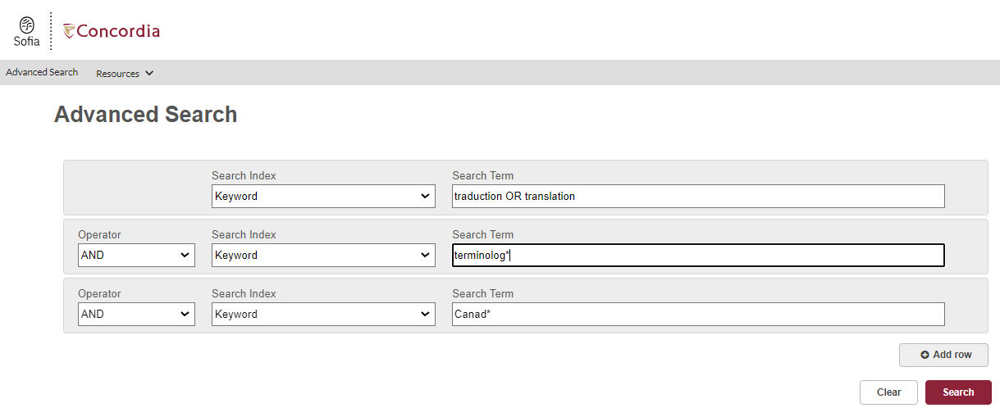 Sofia
Concordia
Advanced Search Resources
Advanced Search
Search Index Search Term
Keyword traduction OR translation
Operator Search Index Search Term
AND Keyword terminolog*
Operator Search Index Search Term
AND Keyword Canad*
Add row
Clear Search